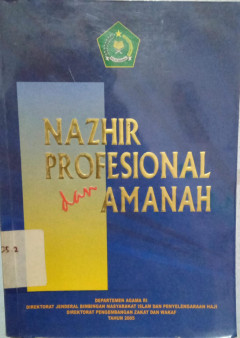 NAZHIR
PROFESIONAL
dan AMANAH
DEPARTEMEN AGAMA RI
DIREKTORAT JENDERAL BIMBINGAN MASYARAKAT ISLAM DAN PENYELENGGARAAN HAJI
DIREKTORAT PENGEMBANGAN ZAKAT DAN WAKAF
TAHUN 2005